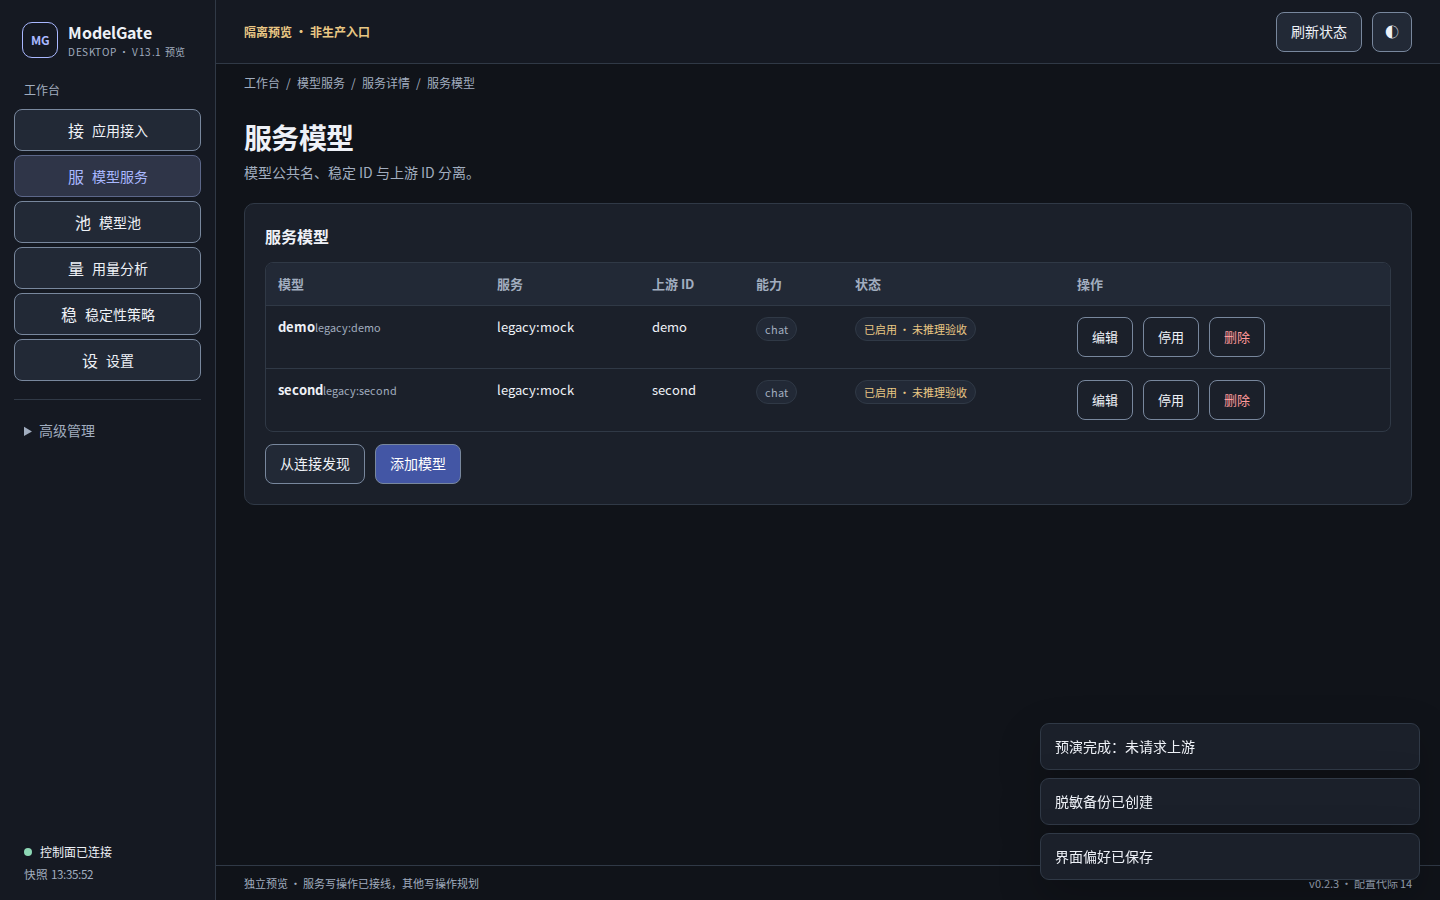 MG
ModelGate
DESKTOP · V13.1 预览
工作台
接 应用接入
服 模型服务
池 模型池
量 用量分析
稳 稳定性策略
设 设置
▶ 高级管理
控制面已连接
快照 13:35:52
隔离预览 · 非生产入口
刷新状态
工作台 / 模型服务 / 服务详情 / 服务模型
服务模型
模型公共名、稳定 ID 与上游 ID 分离。
服务模型
模型 服务 上游 ID 能力 状态 操作
demolegacy:demo legacy:mock demo chat 已启用 · 未推理验收 编辑 停用 删除
secondlegacy:second legacy:mock second chat 已启用 · 未推理验收 编辑 停用 删除
从连接发现 添加模型
预演完成：未请求上游
脱敏备份已创建
界面偏好已保存
独立预览 · 服务写操作已接线，其他写操作规划
v0.2.3 · 配置代际 14